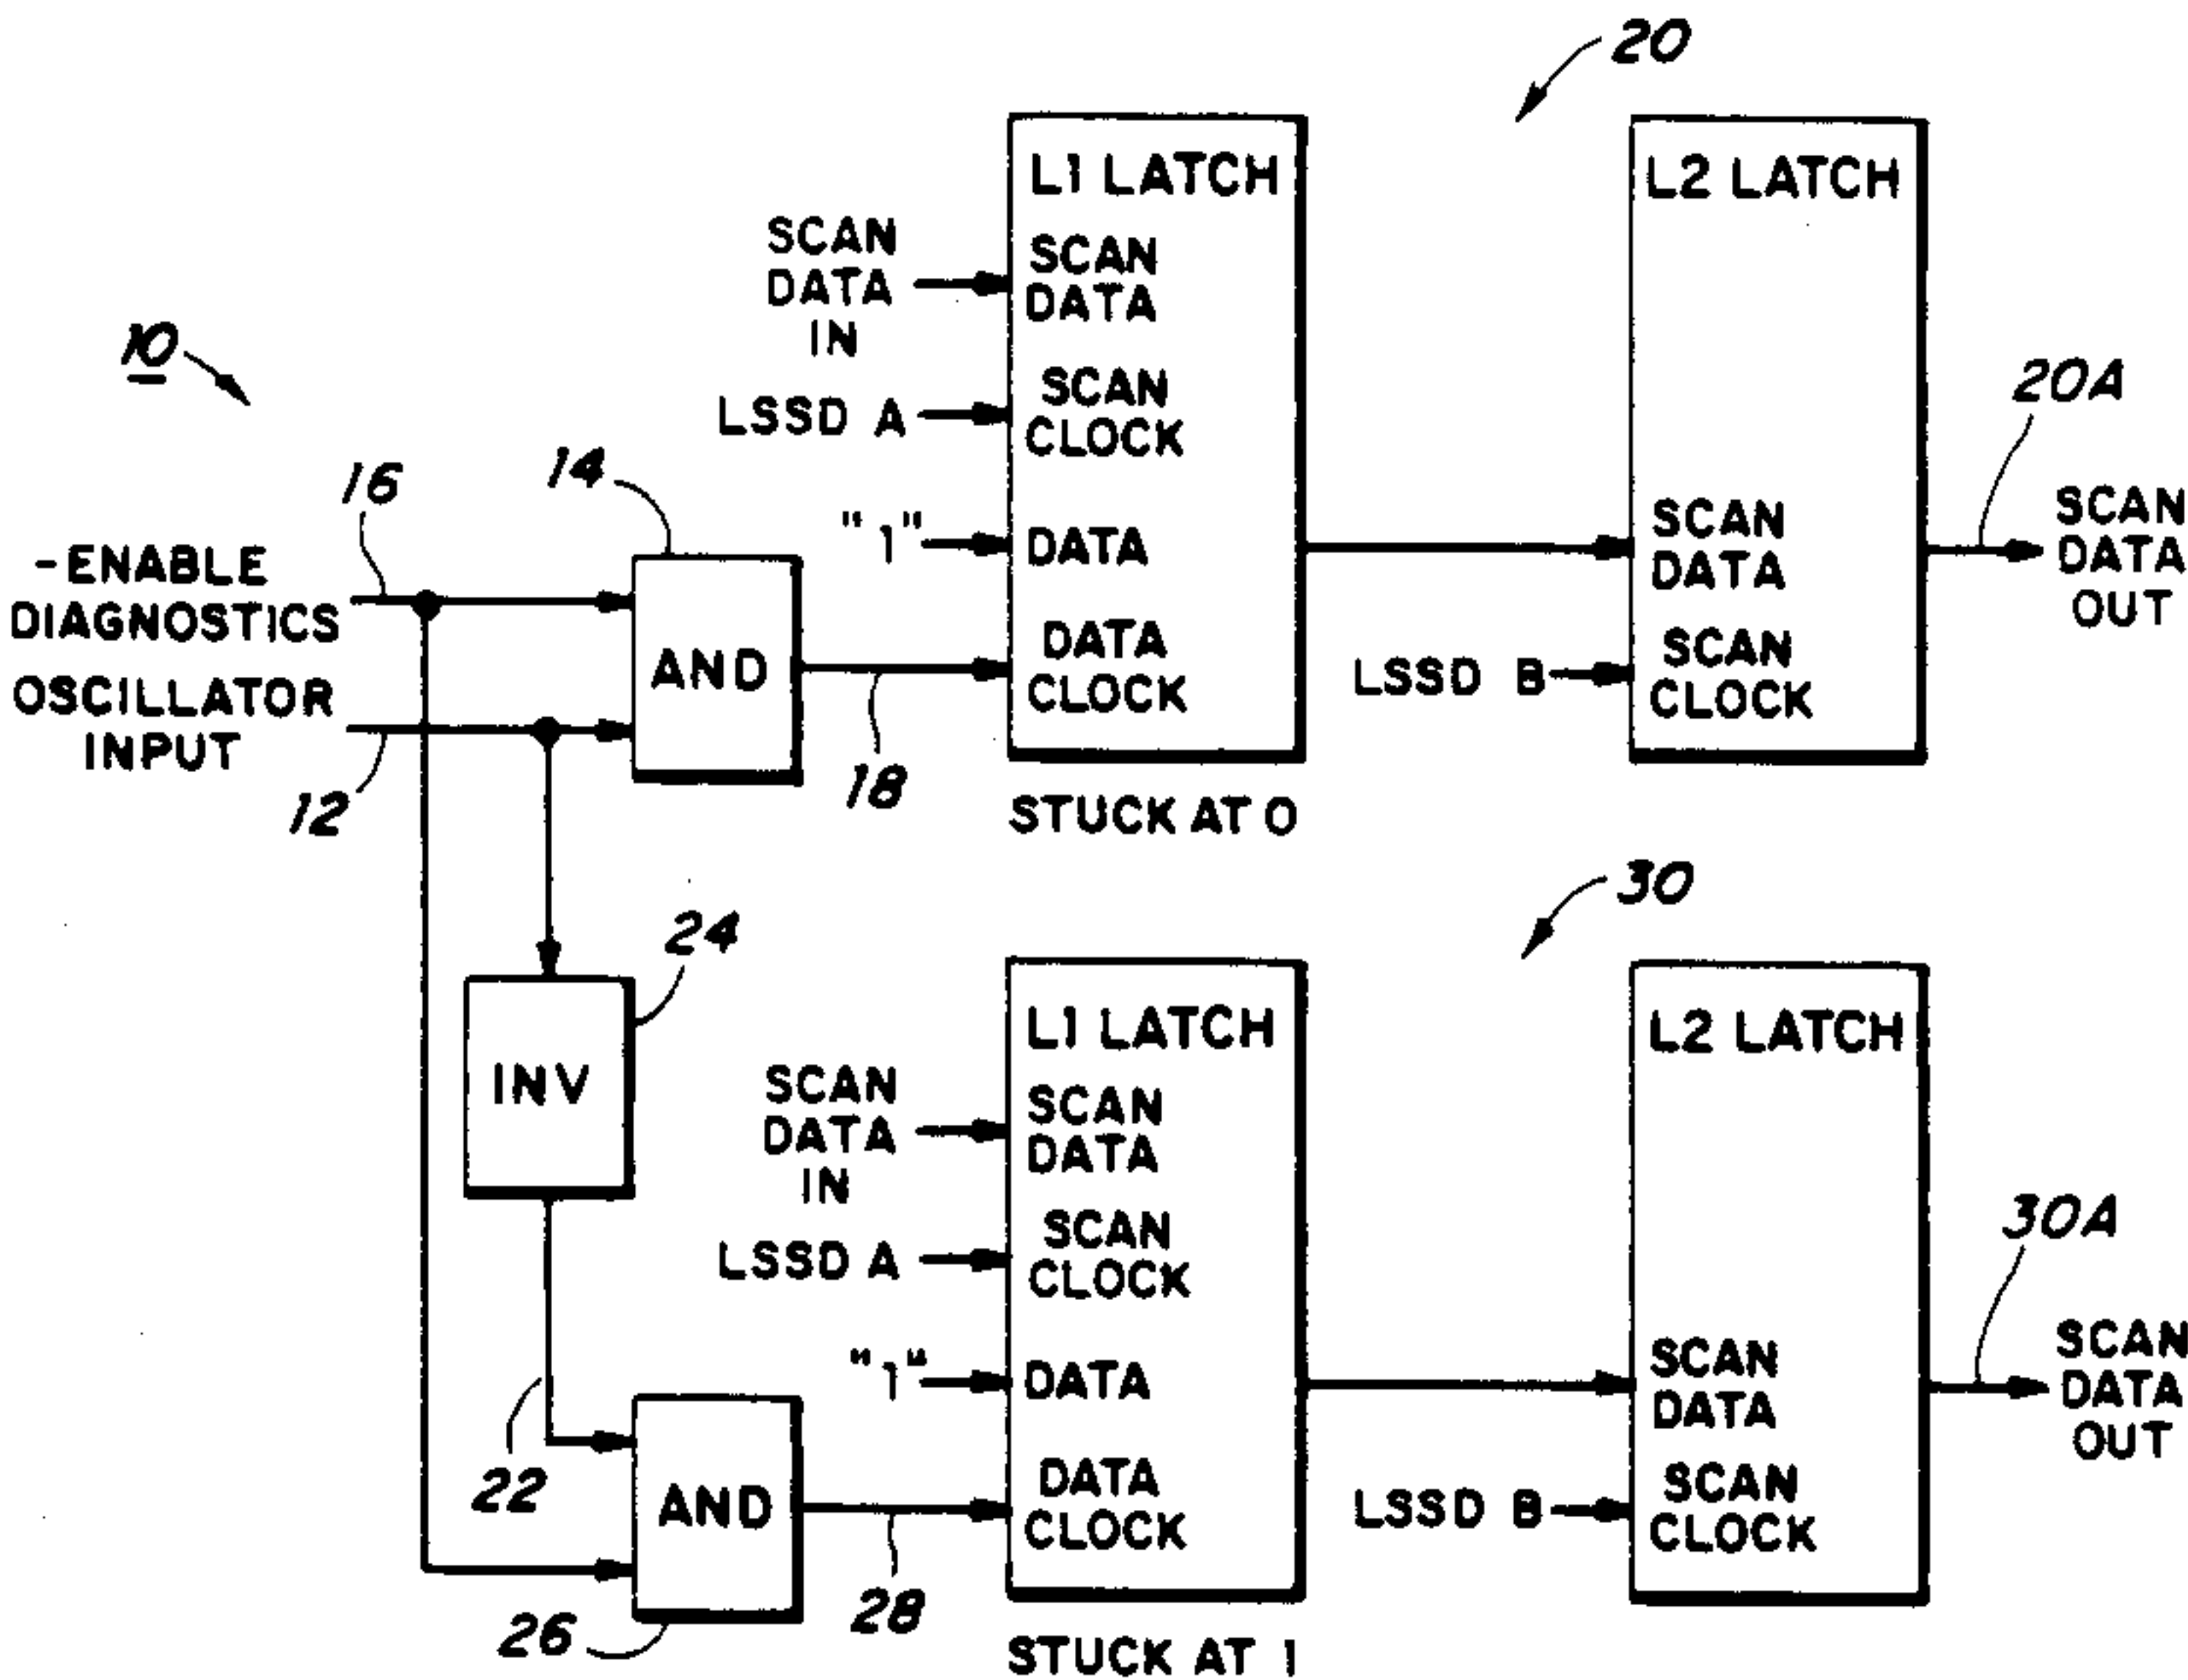 20
L1 LATCH
L2 LATCH
SCAN
DATA
IN
SCAN
DATA
10
20A
LSSD A
SCAN
CLOCK
14
16
"1"
DATA
SCAN
DATA
SCAN
DATA
OUT
-ENABLE
DIAGNOSTICS
AND
DATA
CLOCK
LSSD B
SCAN
CLOCK
OSCILLATOR
INPUT
12
18
STUCK AT 0
30
24
L1 LATCH
L2 LATCH
INV
SCAN
DATA
IN
SCAN
DATA
30A
LSSD A
SCAN
CLOCK
"1"
DATA
SCAN
DATA
SCAN
DATA
OUT
22
AND
DATA
CLOCK
LSSD B
SCAN
CLOCK
26
28
STUCK AT 1